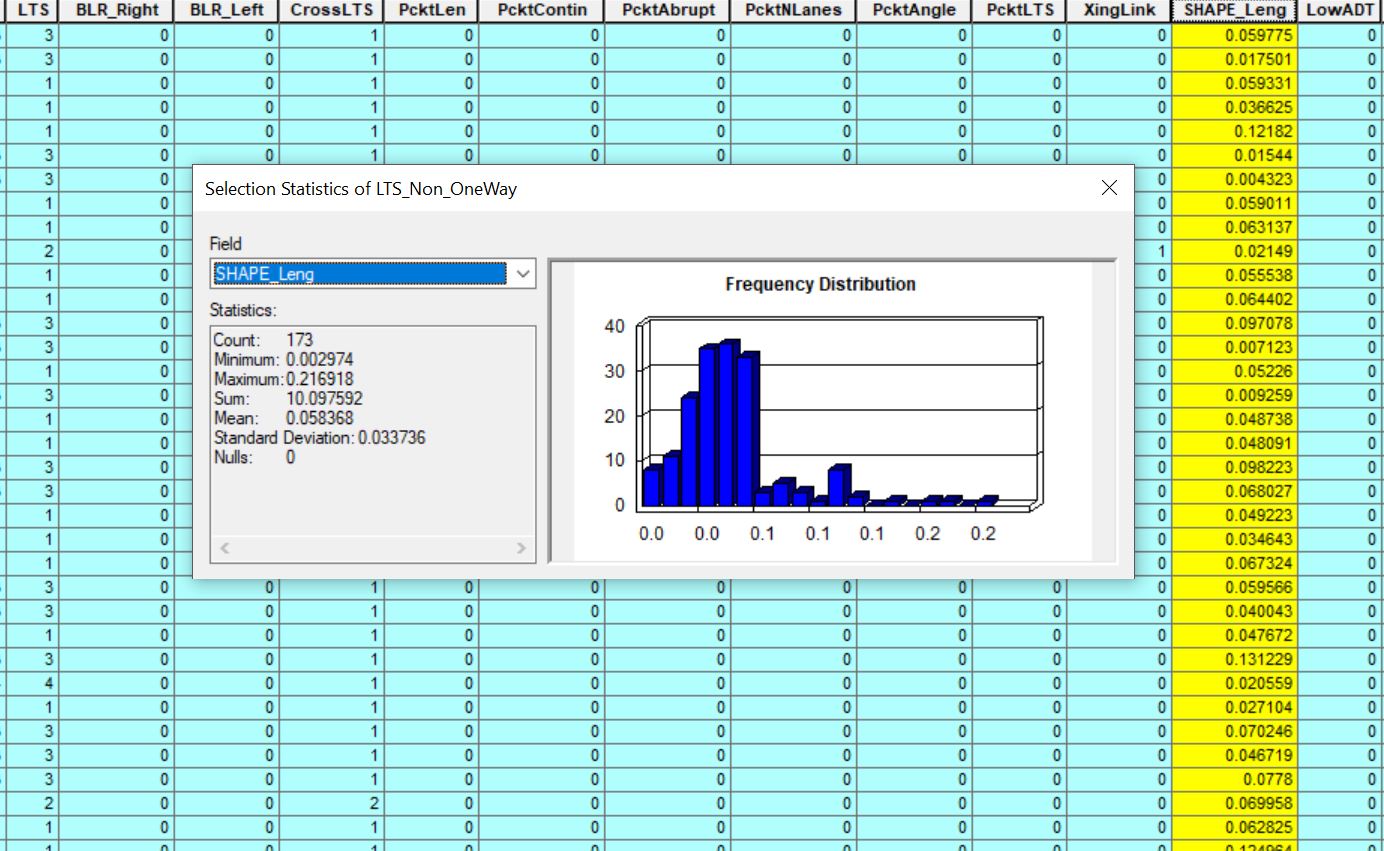 LTS BLR_Right BLR_Left CrossLTS PcktLen PcktContin PcktAbrupt PcktNLanes PcktAngle PcktLTS XingLink SHAPE_Leng LowADT
3 0 0 1 0 0 0 0 0 0 0 0.059775 0
3 0 0 1 0 0 0 0 0 0 0 0.017501 0
1 0 0 1 0 0 0 0 0 0 0 0.059331 0
1 0 0 1 0 0 0 0 0 0 0 0.036625 0
1 0 0 1 0 0 0 0 0 0 0 0.12182 0
3 0 0 1 0 0 0 0 0 0 0 0.01544 0
3 0 0 0.004323 0
1 0 0 0.059011 0
1 0 0 0.063137 0
2 0 1 0.02149 0
1 0 0 0.055538 0
1 0 0 0.064402 0
3 0 0 0.097078 0
3 0 0 0.007123 0
1 0 0 0.05226 0
3 0 0 0.009259 0
1 0 0 0.048738 0
1 0 0 0.048091 0
3 0 0 0.098223 0
3 0 0 0.068027 0
1 0 0 0.049223 0
1 0 0 0.034643 0
1 0 0 0.067324 0
Selection Statistics of LTS_Non_OneWay
Field
SHAPE_Leng
Statistics:
Count: 173
Minimum: 0.002974
Maximum: 0.216918
Sum: 10.097592
Mean: 0.058368
Standard Deviation: 0.033736
Nulls: 0
Frequency Distribution
40
30
20
10
0
0.0 0.0 0.1 0.1 0.1 0.2 0.2
3 0 0 1 0 0 0 0 0 0 0 0.059566 0
3 0 0 1 0 0 0 0 0 0 0 0.040043 0
1 0 0 1 0 0 0 0 0 0 0 0.047672 0
3 0 0 1 0 0 0 0 0 0 0 0.131229 0
4 0 0 1 0 0 0 0 0 0 0 0.020559 0
1 0 0 1 0 0 0 0 0 0 0 0.027104 0
3 0 0 1 0 0 0 0 0 0 0 0.070246 0
3 0 0 1 0 0 0 0 0 0 0 0.046719 0
3 0 0 1 0 0 0 0 0 0 0 0.0778 0
2 0 0 2 0 0 0 0 0 0 0 0.069958 0
1 0 0 1 0 0 0 0 0 0 0 0.062825 0
1 0 0 1 0 0 0 0 0 0 0 0.124964 0